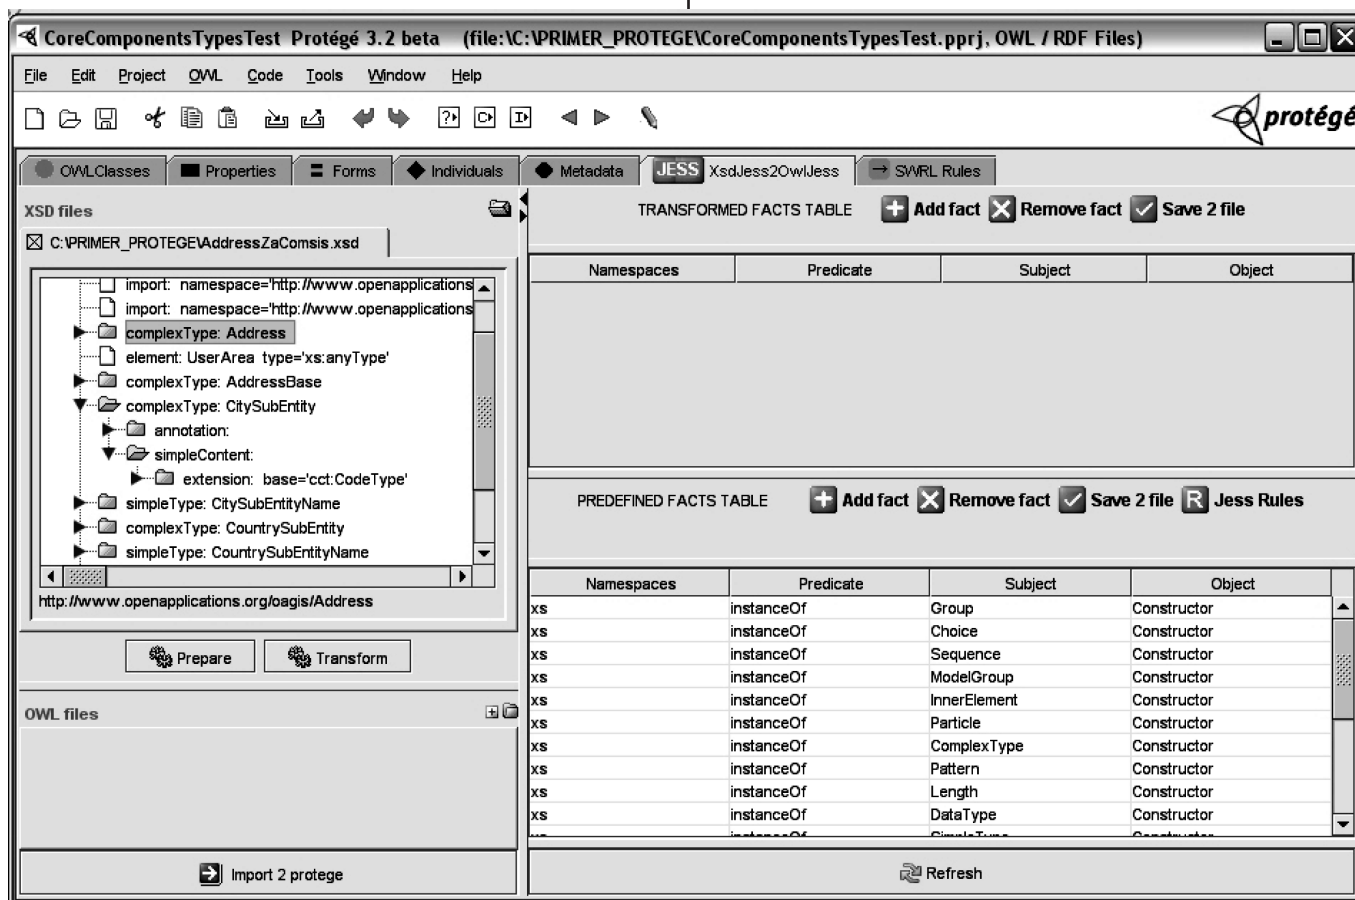 CoreComponentsTypesTest Protégé 3.2 beta (file:\C:\PRIMER_PROTEGE\CoreComponentsTypesTest.pprj, OWL / RDF Files)
File Edit Project OWL Code Tools Window Help
protégé
OWLClasses Properties Forms Individuals Metadata JESS XsdJess2OwlJess SWRL Rules
XSD files
C:\PRIMER_PROTEGE\AddressZaComsis.xsd
import: namespace='http://www.openapplications
import: namespace='http://www.openapplications
complexType: Address
element: UserArea type='xs:anyType'
complexType: AddressBase
complexType: CitySubEntity
annotation:
simpleContent:
extension: base='cct:CodeType'
simpleType: CitySubEntityName
complexType: CountrySubEntity
simpleType: CountrySubEntityName
http://www.openapplications.org/oagis/Address
Prepare Transform
OWL files
Import 2 protege
TRANSFORMED FACTS TABLE Add fact Remove fact Save 2 file
Namespaces Predicate Subject Object
PREDEFINED FACTS TABLE Add fact Remove fact Save 2 file R Jess Rules
Namespaces Predicate Subject Object
xs instanceOf Group Constructor
xs instanceOf Choice Constructor
xs instanceOf Sequence Constructor
xs instanceOf ModelGroup Constructor
xs instanceOf InnerElement Constructor
xs instanceOf Particle Constructor
xs instanceOf ComplexType Constructor
xs instanceOf Pattern Constructor
xs instanceOf Length Constructor
xs instanceOf DataType Constructor
xs instanceOf SimpleType Constructor
Refresh